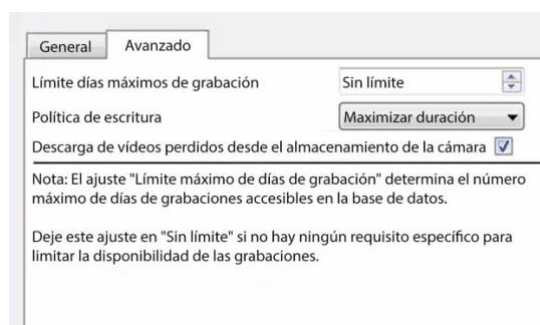 General Avanzado
Límite días máximos de grabación Sin límite
Política de escritura Maximizar duración
Descarga de vídeos perdidos desde el almacenamiento de la cámara
Nota: El ajuste "Límite máximo de días de grabación" determina el número
máximo de días de grabaciones accesibles en la base de datos.
Deje este ajuste en "Sin límite" si no hay ningún requisito específico para
limitar la disponibilidad de las grabaciones.